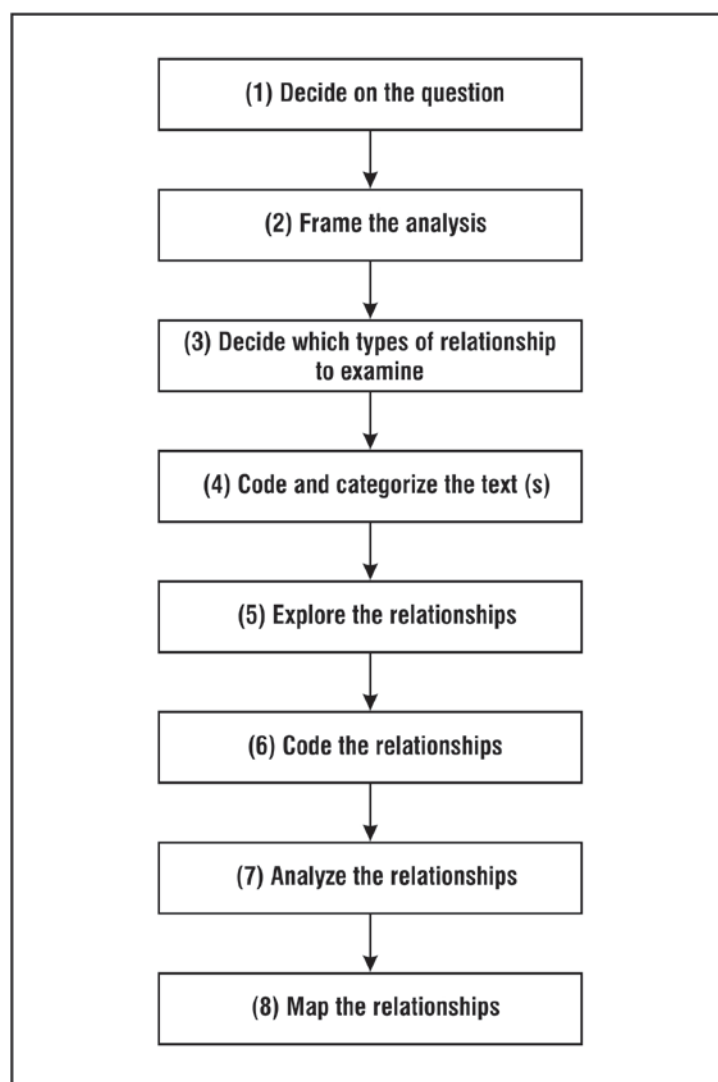 (1) Decide on the question
(2) Frame the analysis
(3) Decide which types of relationship
to examine
(4) Code and categorize the text (s)
(5) Explore the relationships
(6) Code the relationships
(7) Analyze the relationships
(8) Map the relationships